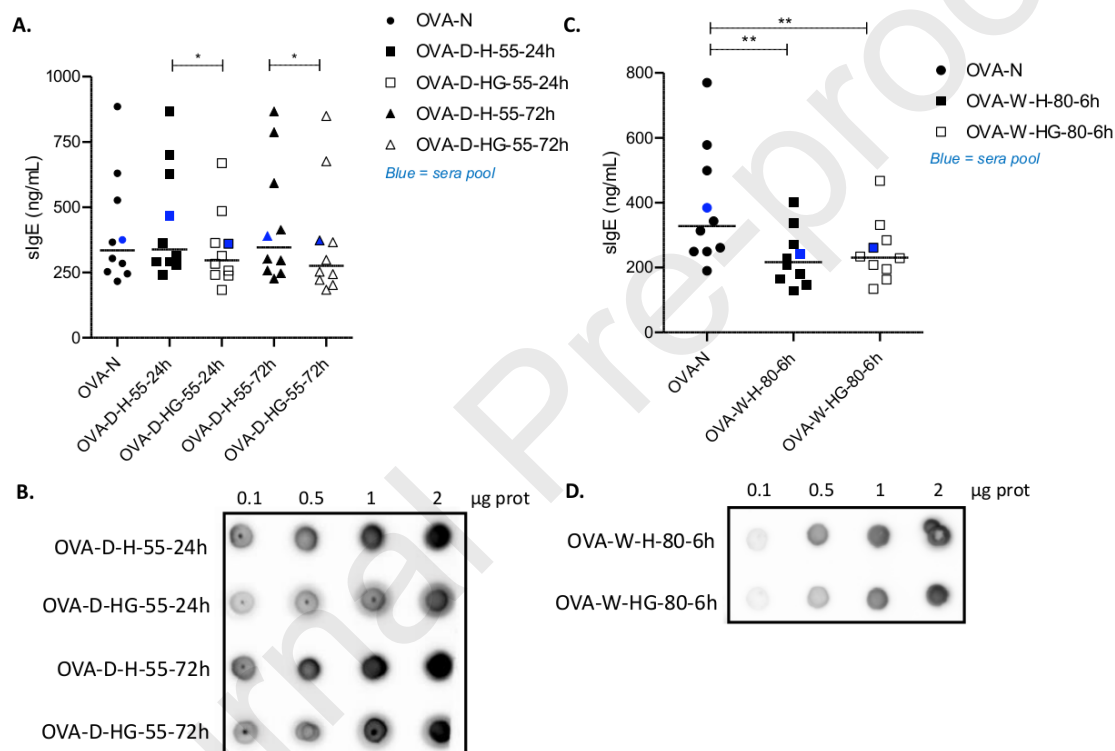 A.
OVA-N
OVA-D-H-55-24h
OVA-D-HG-55-24h
OVA-D-H-55-72h
OVA-D-HG-55-72h
Blue = sera pool
*
*
sIgE (ng/mL)
1000
750
500
250
0
OVA-N
OVA-D-H-55-24h
OVA-D-HG-55-24h
OVA-D-H-55-72h
OVA-D-HG-55-72h
C.
**
**
OVA-N
OVA-W-H-80-6h
OVA-W-HG-80-6h
Blue = sera pool
sIgE (ng/mL)
800
600
400
200
0
OVA-N
OVA-W-H-80-6h
OVA-W-HG-80-6h
B.
0.1 0.5 1 2 µg prot
OVA-D-H-55-24h
OVA-D-HG-55-24h
OVA-D-H-55-72h
OVA-D-HG-55-72h
D.
0.1 0.5 1 2 µg prot
OVA-W-H-80-6h
OVA-W-HG-80-6h